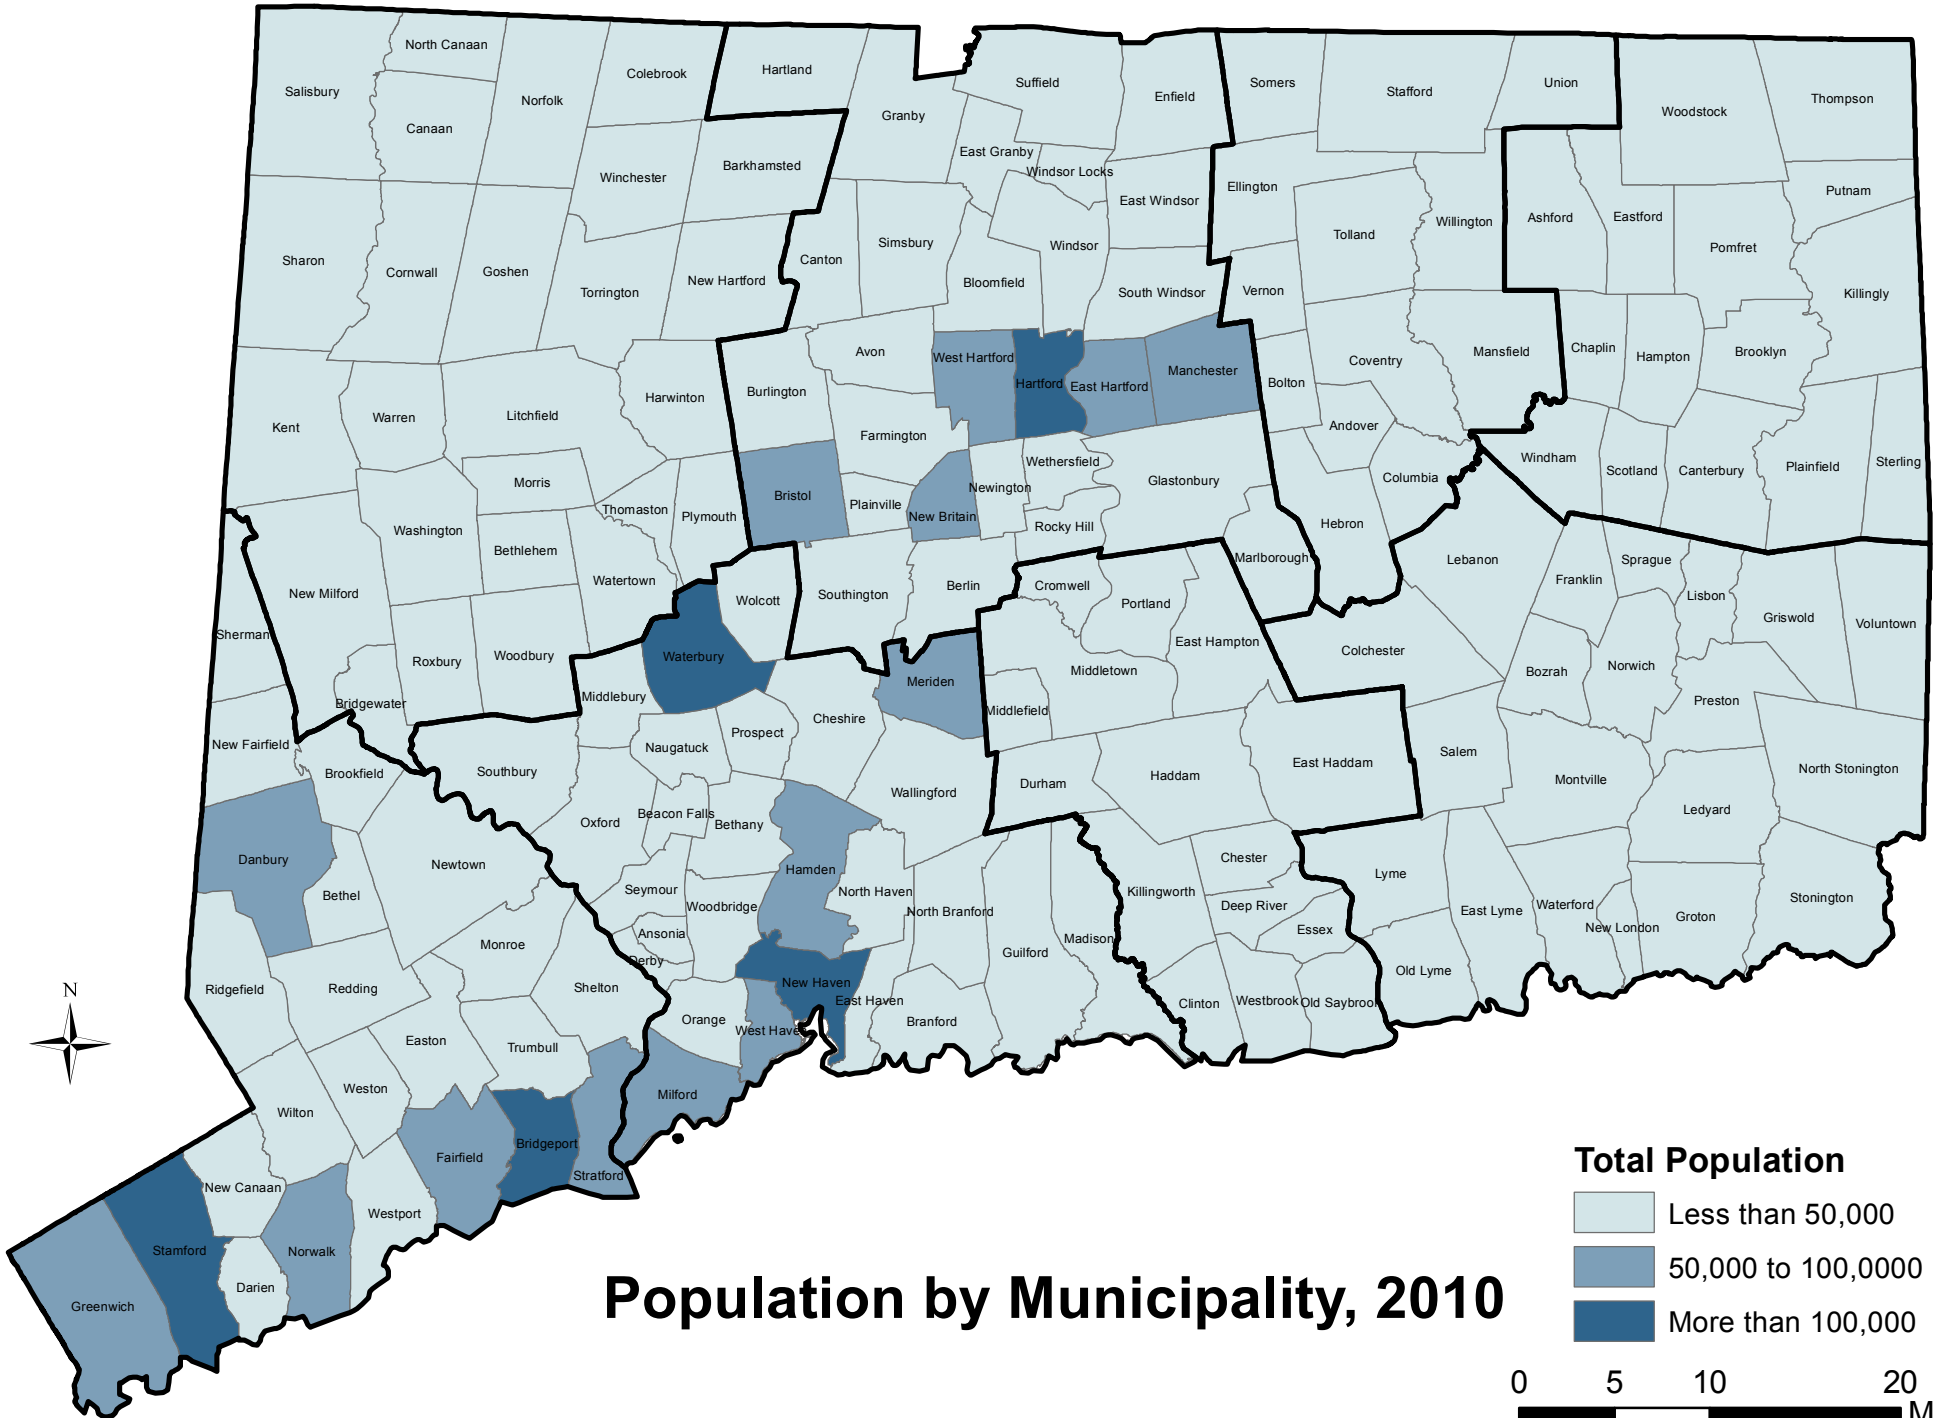 North Canaan
Colebrook
Hartland
Suffield
Enfield
Somers
Stafford
Union
Woodstock
Thompson
Salisbury
Canaan
Norfolk
Granby
East Granby
Windsor Locks
Winchester
Barkhamsted
East Windsor
Ellington
Tolland
Willington
Ashford
Eastford
Pomfret
Putnam
Sharon
Cornwall
Goshen
Torrington
New Hartford
Canton
Simsbury
Bloomfield
Windsor
South Windsor
Vernon
Killingly
Kent
Warren
Litchfield
Harwinton
Burlington
Avon
West Hartford
Hartford
East Hartford
Manchester
Bolton
Coventry
Mansfield
Chaplin
Hampton
Brooklyn
Farmington
Wethersfield
Glastonbury
Andover
Columbia
Windham
Scotland
Canterbury
Plainfield
Sterling
Morris
Thomaston
Plymouth
Bristol
Plainville
New Britain
Newington
Rocky Hill
Hebron
Marlborough
Washington
Bethlehem
Watertown
New Milford
Wolcott
Southington
Berlin
Cromwell
Portland
East Hampton
Lebanon
Franklin
Sprague
Lisbon
Griswold
Voluntown
Sherman
Roxbury
Woodbury
Bridgewater
Middlebury
Waterbury
Meriden
Middletown
Middlefield
Colchester
Bozrah
Norwich
Preston
New Fairfield
Brookfield
Southbury
Naugatuck
Prospect
Cheshire
Wallingford
Durham
Haddam
East Haddam
Salem
Montville
Ledyard
North Stonington
Danbury
Bethel
Newtown
Oxford
Beacon Falls
Bethany
Hamden
North Haven
North Branford
Guilford
Madison
Killingworth
Chester
Deep River
Essex
Lyme
East Lyme
Waterford
New London
Groton
Stonington
Seymour
Woodbridge
Ansonia
Derby
Monroe
Shelton
Ridgefield
Redding
Orange
New Haven
West Haven
East Haven
Branford
Clinton
Westbrook
Old Saybrook
Old Lyme
N
Easton
Trumbull
Weston
Wilton
Milford
Fairfield
Bridgeport
Stratford
New Canaan
Westport
Stamford
Norwalk
Darien
Greenwich
Population by Municipality, 2010
Total Population
Less than 50,000
50,000 to 100,0000
More than 100,000
0 5 10 20
M